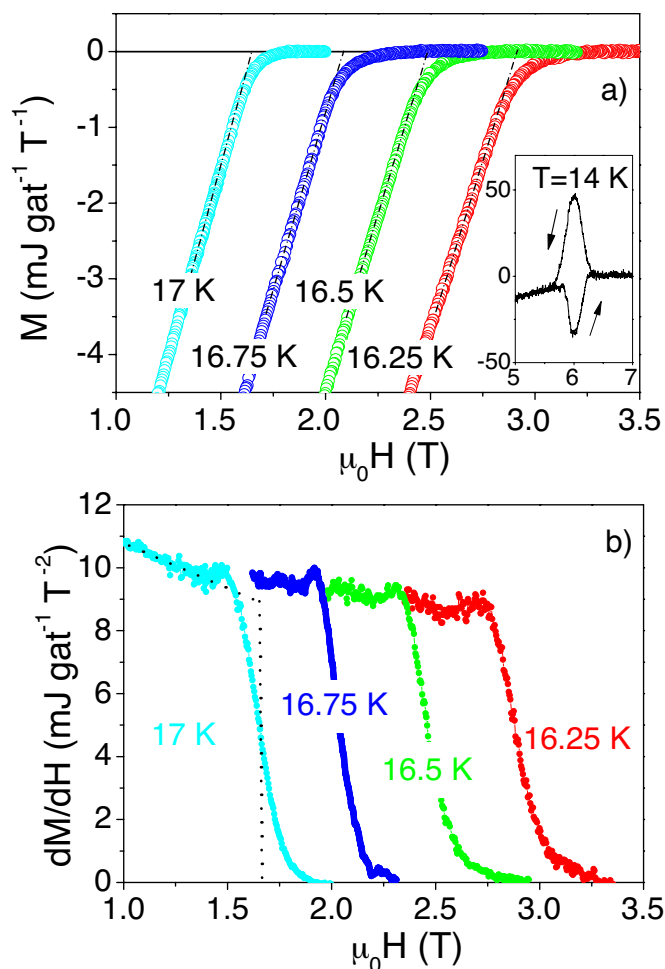 a)
0
-1
-2
-3
-4
M (mJ gat⁻¹ T⁻¹)
T=14 K
50
0
-50
5 6 7
17 K
16.75 K
16.5 K
16.25 K
1.0 1.5 2.0 2.5 3.0 3.5
μ₀H (T)
b)
12
10
8
6
4
2
0
dM/dH (mJ gat⁻¹ T⁻²)
17 K
16.75 K
16.5 K
16.25 K
1.0 1.5 2.0 2.5 3.0 3.5
μ₀H (T)